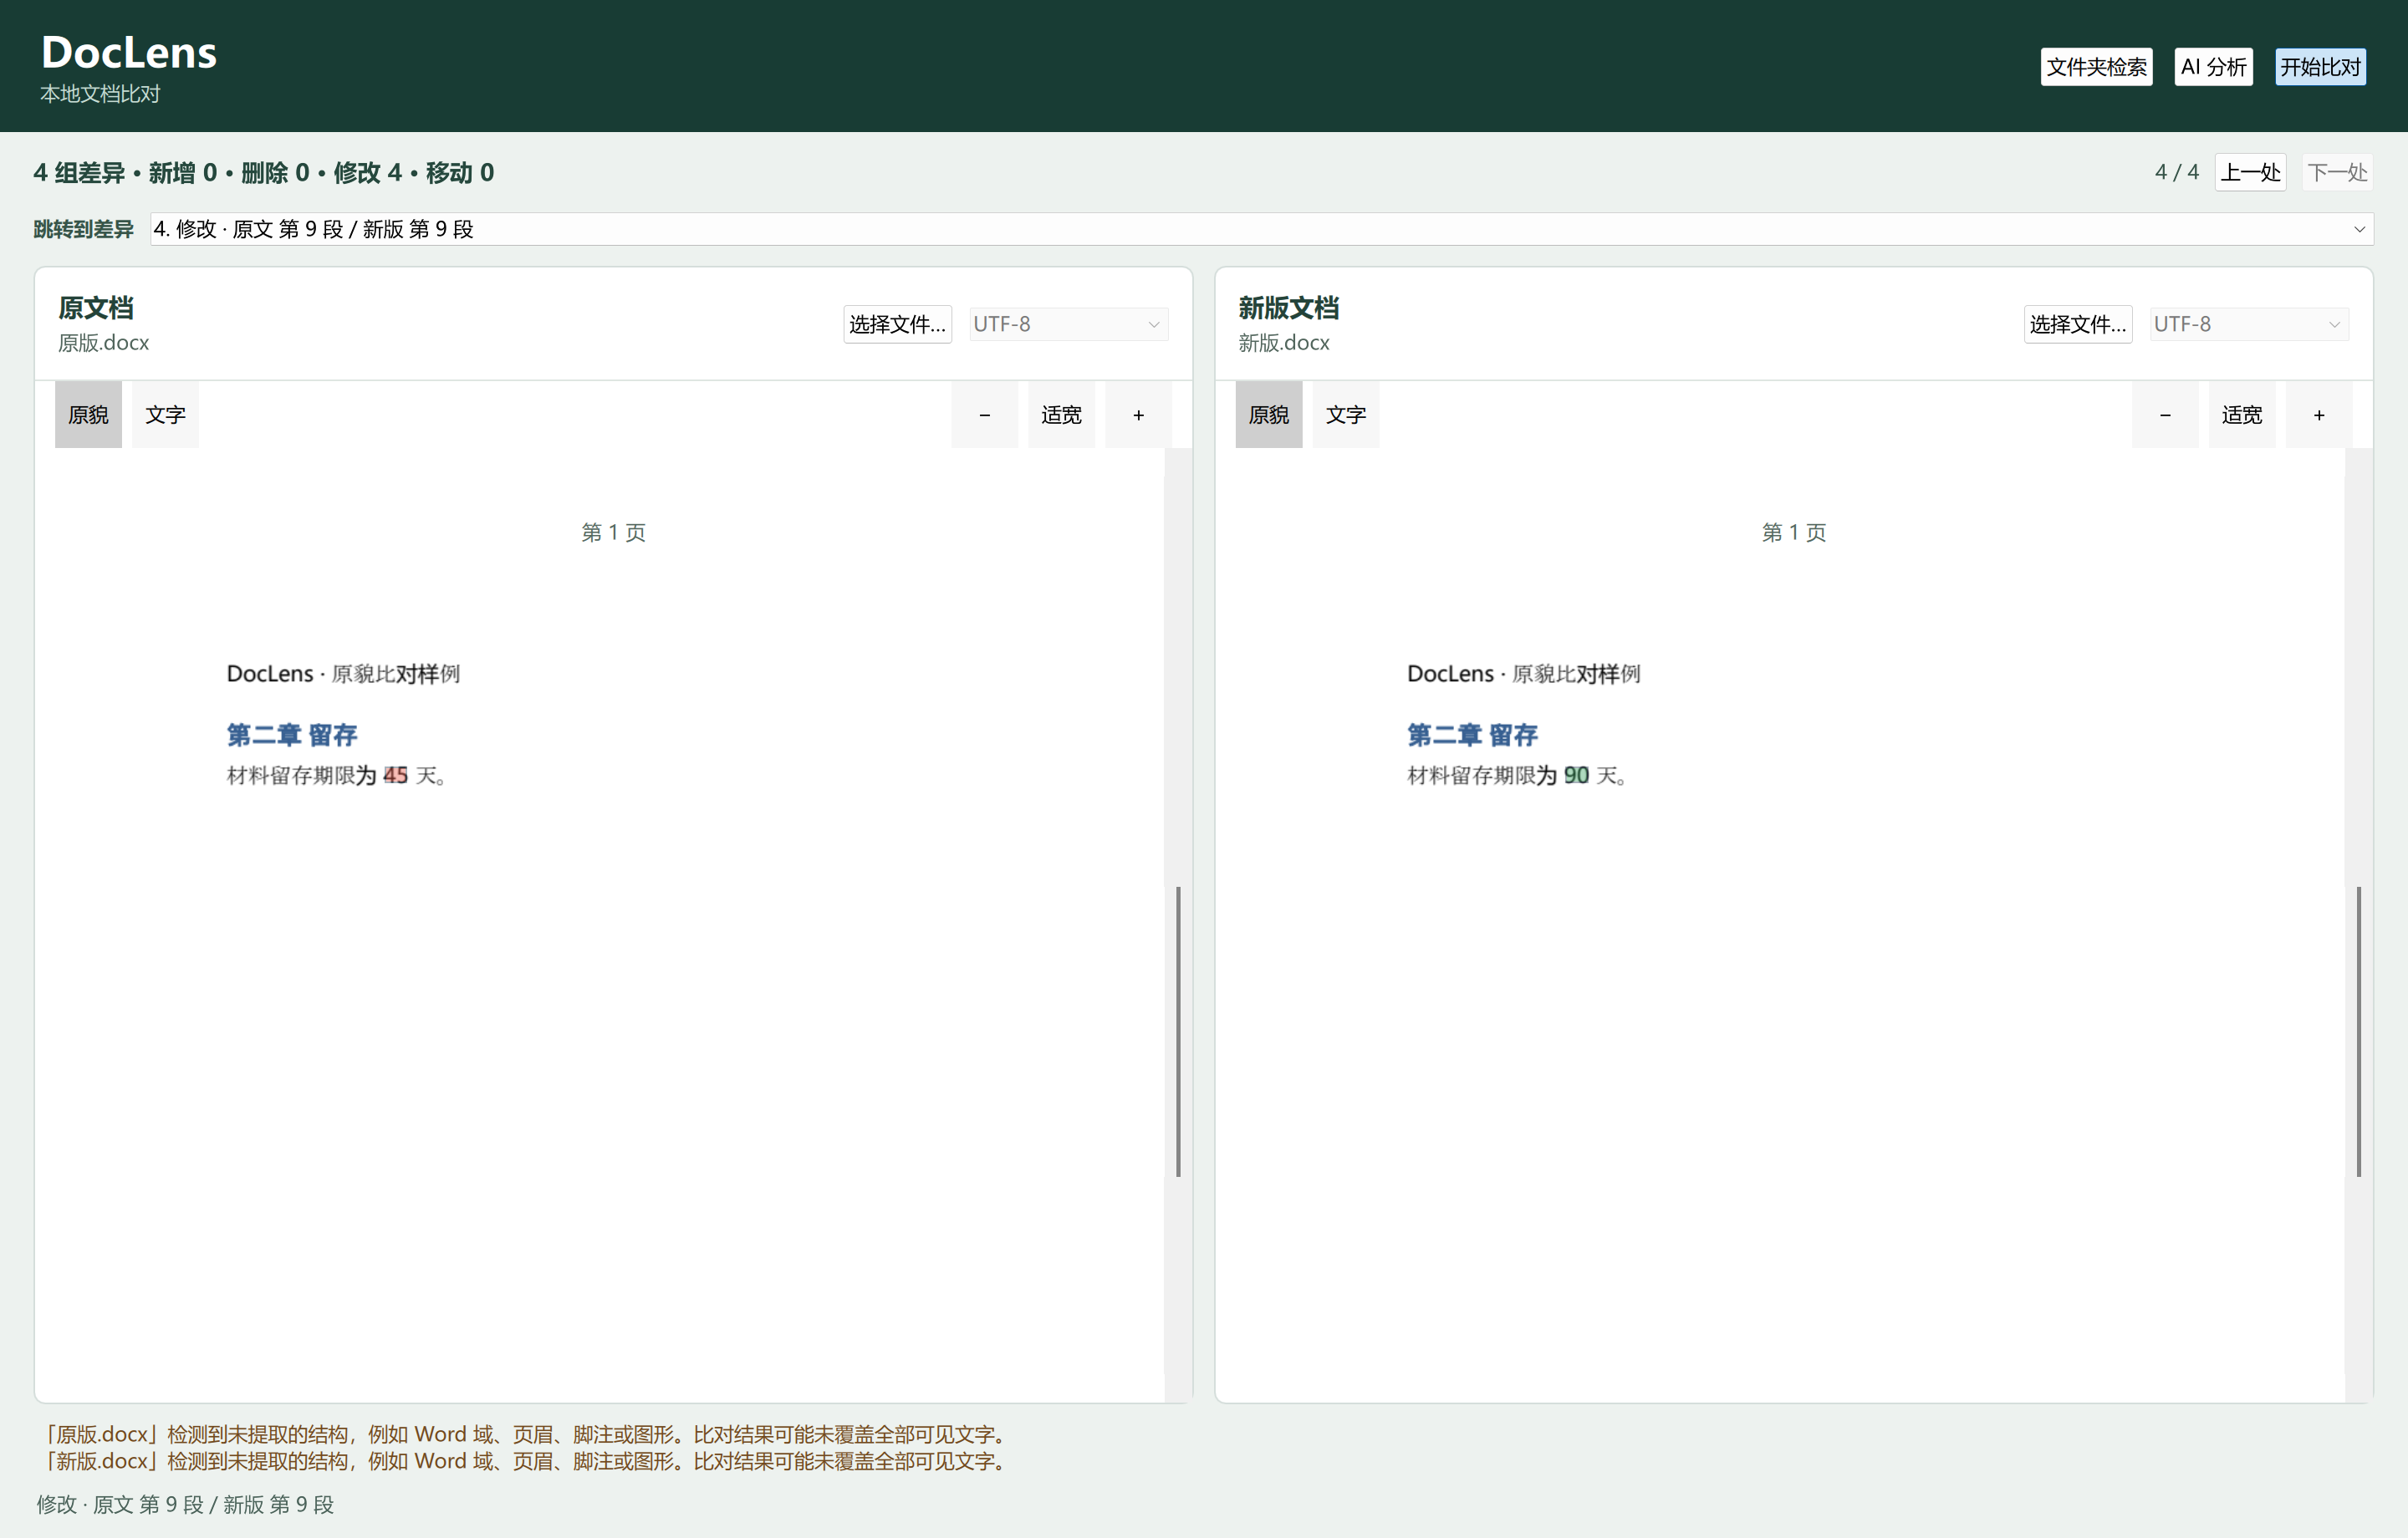 DocLens
本地文档比对
文件夹检索 AI 分析 开始比对
4 组差异 • 新增 0 • 删除 0 • 修改 4 • 移动 0
4 / 4 上一处 下一处
跳转到差异 4. 修改 · 原文 第 9 段 / 新版 第 9 段
原文档
原版.docx
选择文件... UTF-8
原貌 文字 − 适宽 +
第 1 页
DocLens · 原貌比对样例
第二章 留存
材料留存期限为 45 天。
新版文档
新版.docx
选择文件... UTF-8
原貌 文字 − 适宽 +
第 1 页
DocLens · 原貌比对样例
第二章 留存
材料留存期限为 90 天。
「原版.docx」检测到未提取的结构，例如 Word 域、页眉、脚注或图形。比对结果可能未覆盖全部可见文字。
「新版.docx」检测到未提取的结构，例如 Word 域、页眉、脚注或图形。比对结果可能未覆盖全部可见文字。
修改 · 原文 第 9 段 / 新版 第 9 段